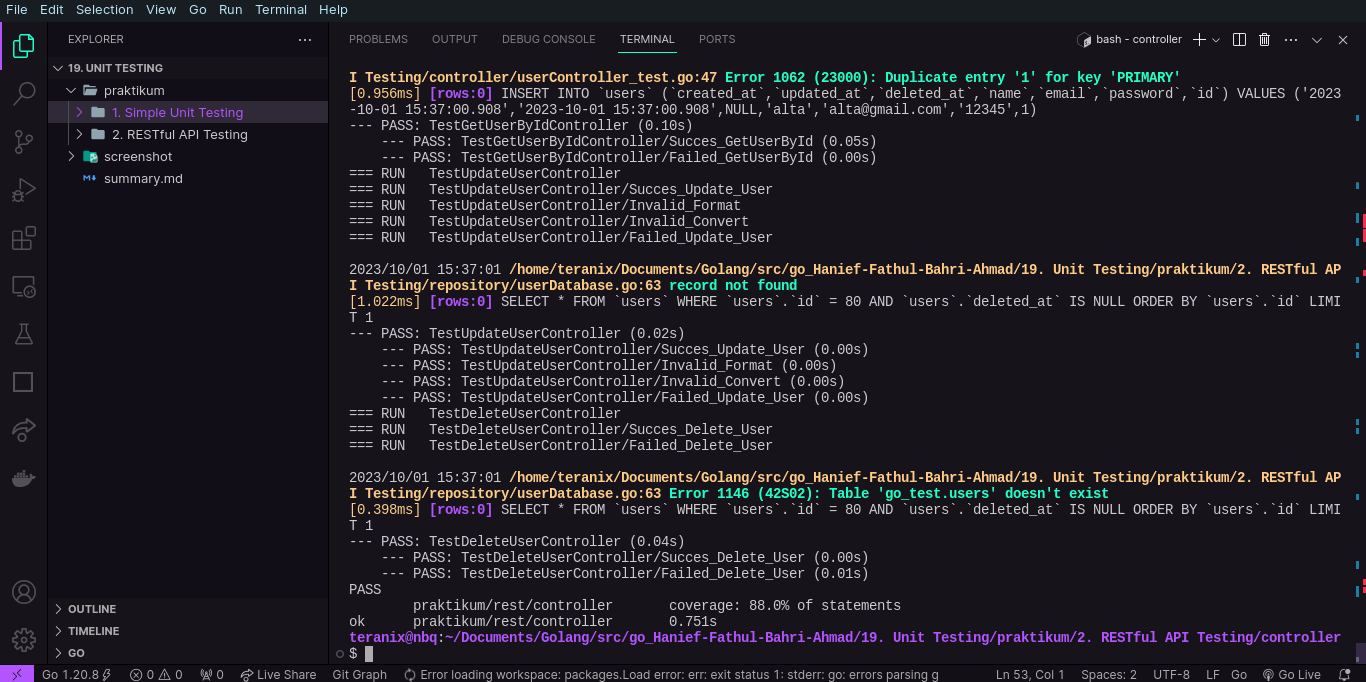 File Edit Selection View Go Run Terminal Help
EXPLORER
19. UNIT TESTING
praktikum
1. Simple Unit Testing
2. RESTful API Testing
screenshot
summary.md
OUTLINE
TIMELINE
GO
PROBLEMS OUTPUT DEBUG CONSOLE TERMINAL PORTS
bash - controller
I Testing/controller/userController_test.go:47 Error 1062 (23000): Duplicate entry '1' for key 'PRIMARY'
[0.956ms] [rows:0] INSERT INTO `users` (`created_at`,`updated_at`,`deleted_at`,`name`,`email`,`password`,`id`) VALUES ('2023
-10-01 15:37:00.908','2023-10-01 15:37:00.908',NULL,'alta','alta@gmail.com','12345',1)
--- PASS: TestGetUserByIdController (0.10s)
    --- PASS: TestGetUserByIdController/Succes_GetUserById (0.05s)
    --- PASS: TestGetUserByIdController/Failed_GetUserById (0.00s)
=== RUN   TestUpdateUserController
=== RUN   TestUpdateUserController/Succes_Update_User
=== RUN   TestUpdateUserController/Invalid_Format
=== RUN   TestUpdateUserController/Invalid_Convert
=== RUN   TestUpdateUserController/Failed_Update_User
2023/10/01 15:37:01 /home/teranix/Documents/Golang/src/go_Hanief-Fathul-Bahri-Ahmad/19. Unit Testing/praktikum/2. RESTful AP
I Testing/repository/userDatabase.go:63 record not found
[1.022ms] [rows:0] SELECT * FROM `users` WHERE `users`.`id` = 80 AND `users`.`deleted_at` IS NULL ORDER BY `users`.`id` LIMI
T 1
--- PASS: TestUpdateUserController (0.02s)
    --- PASS: TestUpdateUserController/Succes_Update_User (0.00s)
    --- PASS: TestUpdateUserController/Invalid_Format (0.00s)
    --- PASS: TestUpdateUserController/Invalid_Convert (0.00s)
    --- PASS: TestUpdateUserController/Failed_Update_User (0.00s)
=== RUN   TestDeleteUserController
=== RUN   TestDeleteUserController/Succes_Delete_User
=== RUN   TestDeleteUserController/Failed_Delete_User
2023/10/01 15:37:01 /home/teranix/Documents/Golang/src/go_Hanief-Fathul-Bahri-Ahmad/19. Unit Testing/praktikum/2. RESTful AP
I Testing/repository/userDatabase.go:63 Error 1146 (42S02): Table 'go_test.users' doesn't exist
[0.398ms] [rows:0] SELECT * FROM `users` WHERE `users`.`id` = 80 AND `users`.`deleted_at` IS NULL ORDER BY `users`.`id` LIMI
T 1
--- PASS: TestDeleteUserController (0.04s)
    --- PASS: TestDeleteUserController/Succes_Delete_User (0.00s)
    --- PASS: TestDeleteUserController/Failed_Delete_User (0.01s)
PASS
        praktikum/rest/controller       coverage: 88.0% of statements
ok      praktikum/rest/controller       0.751s
teranix@nbq:~/Documents/Golang/src/go_Hanief-Fathul-Bahri-Ahmad/19. Unit Testing/praktikum/2. RESTful API Testing/controller
$
Go 1.20.8 0 0 0 Live Share Git Graph Error loading workspace: packages.Load error: err: exit status 1: stderr: go: errors parsing g Ln 53, Col 1 Spaces: 2 UTF-8 LF Go Go Live